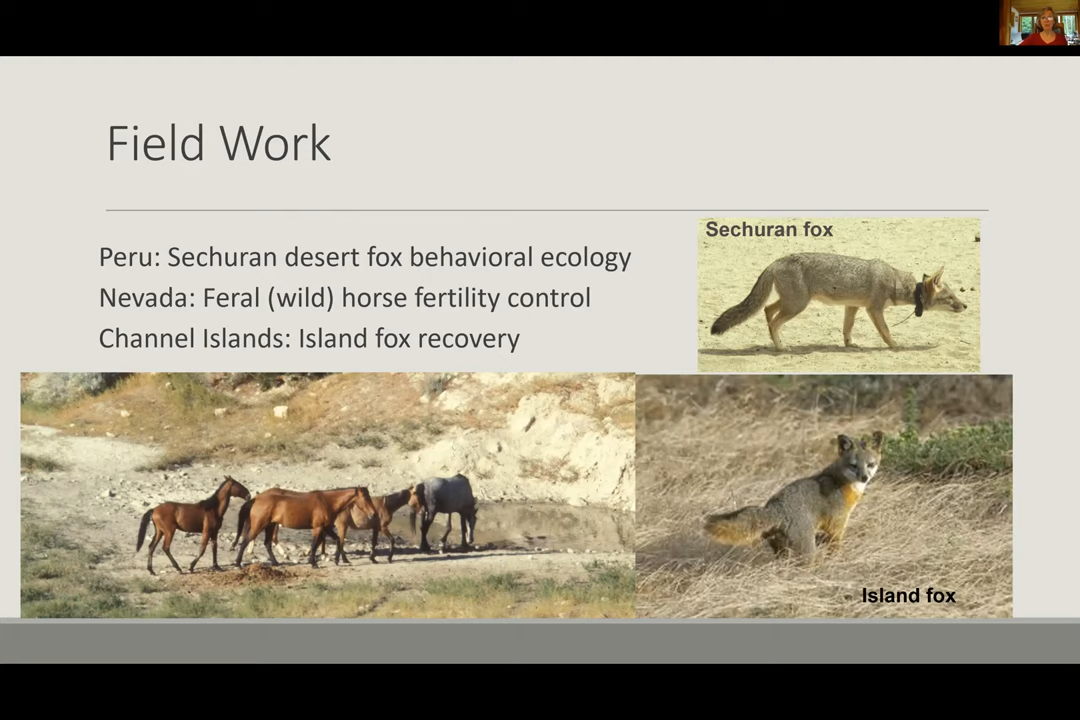 Field Work
Sechuran fox
Peru: Sechuran desert fox behavioral ecology
Nevada: Feral (wild) horse fertility control
Channel Islands: Island fox recovery
Island fox